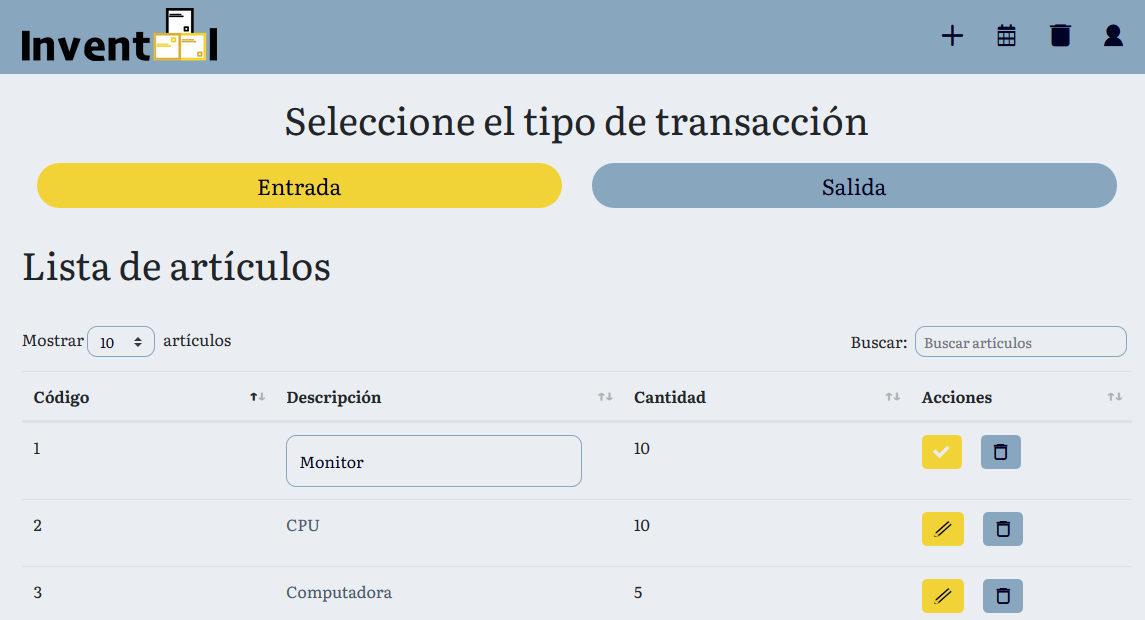 Inventool
Seleccione el tipo de transacción
Entrada Salida
Lista de artículos
Mostrar 10 artículos Buscar: Buscar artículos
Código Descripción Cantidad Acciones
1 Monitor 10
2 CPU 10
3 Computadora 5